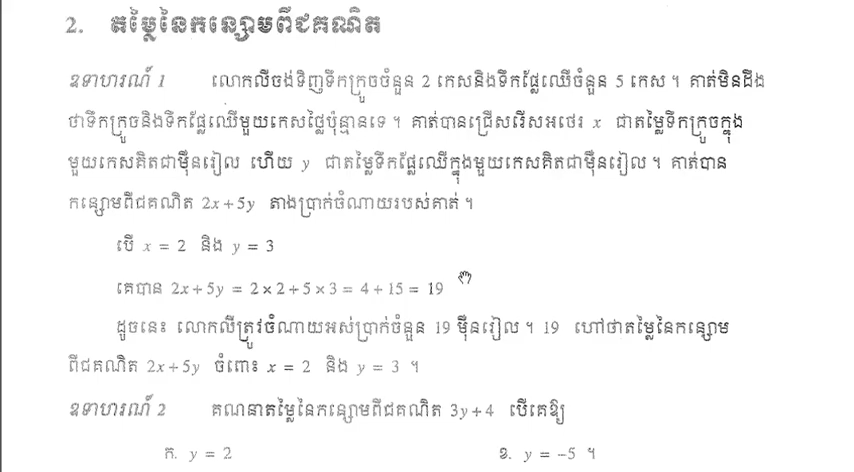 2. តម្លៃនៃកន្សោមពីជគណិត
ឧទាហរណ៍ 1 លោកលីចង់ទិញទឹកក្រូចចំនួន 2 កេសនិងទឹកផ្លែឈើចំនួន 5 កេស ។ គាត់មិនដឹង
ថាទឹកក្រូចនិងទឹកផ្លែឈើមួយកេសថ្លៃប៉ុន្មានទេ ។ គាត់បានជ្រើសរើសអថេរ x ជាតម្លៃទឹកក្រូចក្នុង
មួយកេសគិតជាម៉ឺនរៀល ហើយ y ជាតម្លៃទឹកផ្លែឈើក្នុងមួយកេសគិតជាម៉ឺនរៀល ។ គាត់បាន
កន្សោមពីជគណិត 2x + 5y តាងប្រាក់ចំណាយរបស់គាត់ ។
បើ x = 2 និង y = 3
គេបាន 2x + 5y = 2 × 2 + 5 × 3 = 4 + 15 = 19
ដូចនេះ លោកលីត្រូវចំណាយអស់ប្រាក់ចំនួន 19 ម៉ឺនរៀល ។ 19 ហៅថាតម្លៃនៃកន្សោម
ពីជគណិត 2x + 5y ចំពោះ x = 2 និង y = 3 ។
ឧទាហរណ៍ 2 គណនាតម្លៃនៃកន្សោមពីជគណិត 3y + 4 បើគេឱ្យ
ក. y = 2 ខ. y = –5 ។